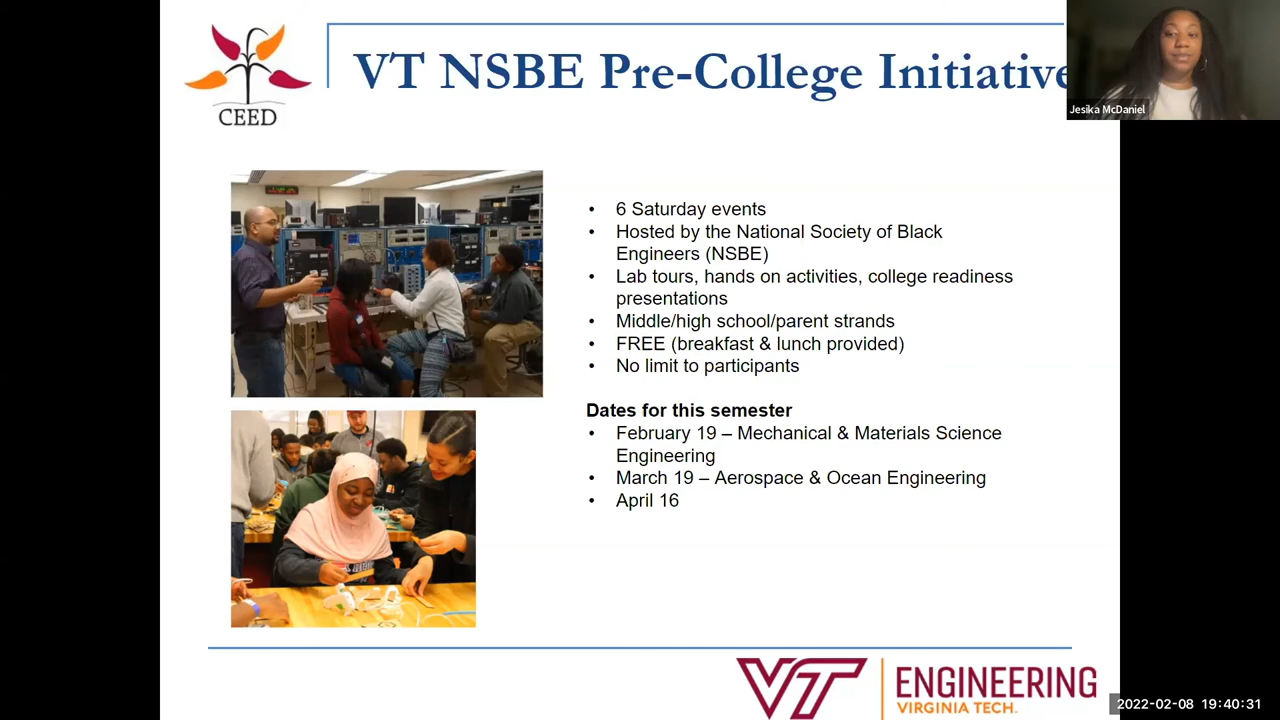 VT NSBE Pre-College Initiative
CEED
Jesika McDaniel
• 6 Saturday events
• Hosted by the National Society of Black
Engineers (NSBE)
• Lab tours, hands on activities, college readiness
presentations
• Middle/high school/parent strands
• FREE (breakfast & lunch provided)
• No limit to participants
Dates for this semester
• February 19 – Mechanical & Materials Science
Engineering
• March 19 – Aerospace & Ocean Engineering
• April 16
VT ENGINEERING
VIRGINIA TECH.
2022-02-08 19:40:31